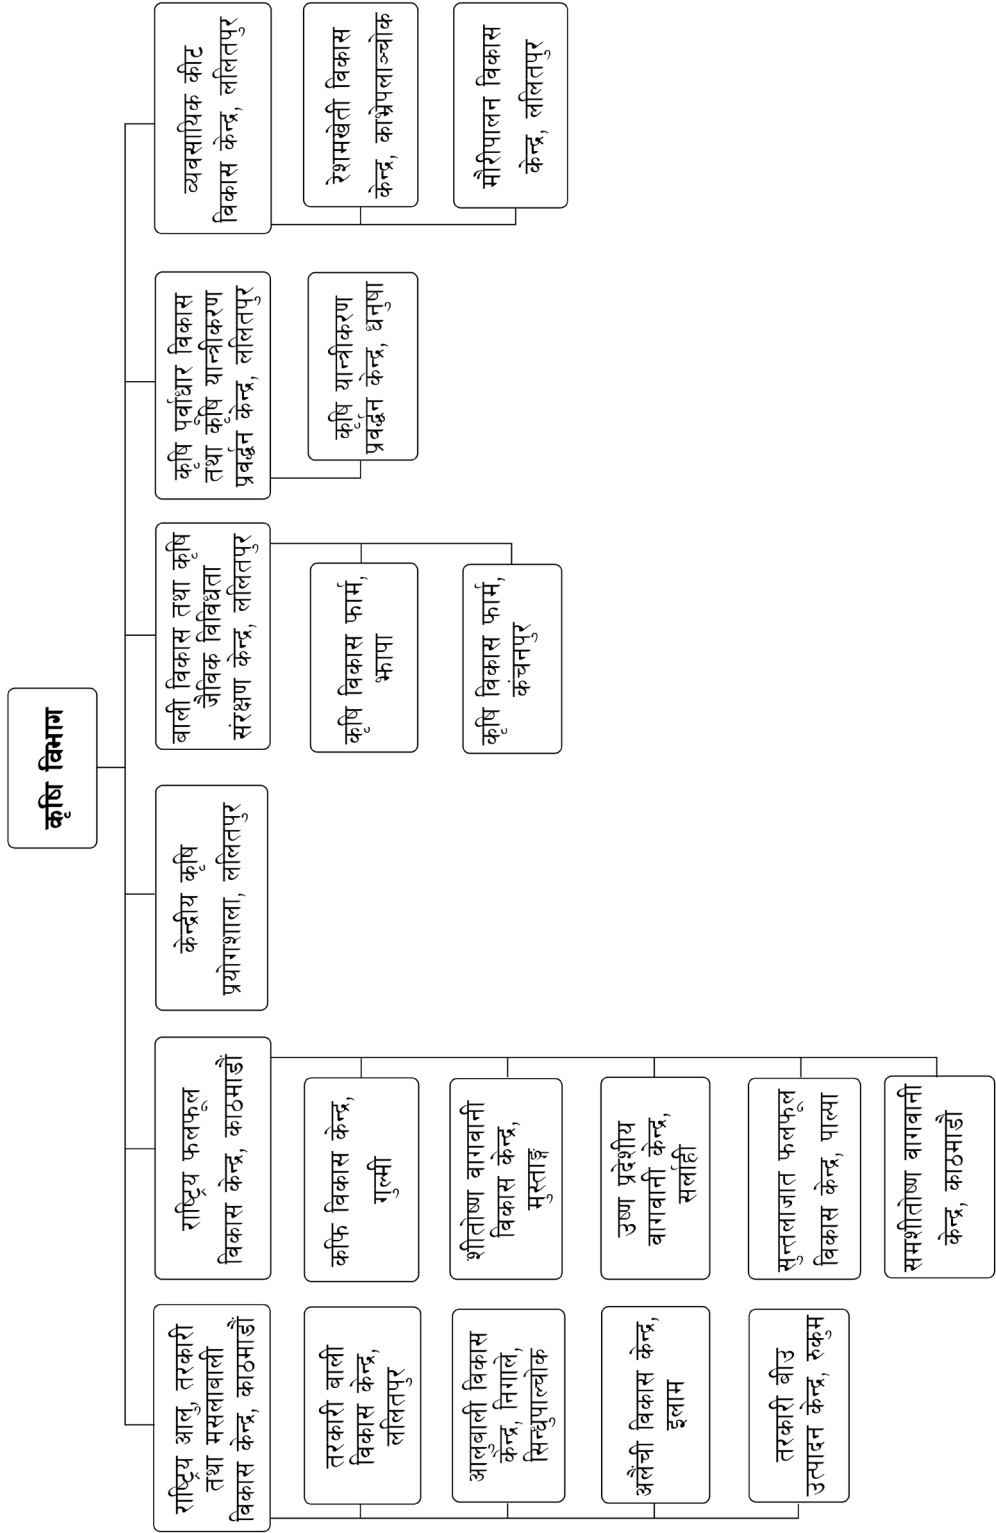 कृषि विभाग
राष्ट्रिय आलु, तरकारी
तथा मसलाबाली
विकास केन्द्र, काठमाडौं
तरकारी बाली
विकास केन्द्र,
ललितपुर
आलुबाली विकास
केन्द्र, निगाले,
सिन्धुपाल्चोक
अलैंची विकास केन्द्र,
इलाम
तरकारी बीउ
उत्पादन केन्द्र, रुकुम
राष्ट्रिय फलफूल
विकास केन्द्र, काठमाडौं
कफि विकास केन्द्र,
गुल्मी
शीतोष्ण बागवानी
विकास केन्द्र,
मुस्ताङ्ग
उष्ण प्रदेशीय
बागवानी केन्द्र,
सर्लाही
सुन्तलाजात फलफूल
विकास केन्द्र, पाल्पा
समशीतोष्ण बागवानी
केन्द्र, काठमाडौं
केन्द्रीय कृषि
प्रयोगशाला, ललितपुर
बाली विकास तथा कृषि
जैविक विविधता
संरक्षण केन्द्र, ललितपुर
कृषि विकास फार्म,
झापा
कृषि विकास फार्म,
कंचनपुर
कृषि पूर्वाधार विकास
तथा कृषि यान्त्रीकरण
प्रवर्द्धन केन्द्र, ललितपुर
कृषि यान्त्रीकरण
प्रवर्द्धन केन्द्र, धनुषा
व्यवसायिक कीट
विकास केन्द्र, ललितपुर
रेशमखेती विकास
केन्द्र, काभ्रेपलाञ्चोक
मौरीपालन विकास
केन्द्र, ललितपुर